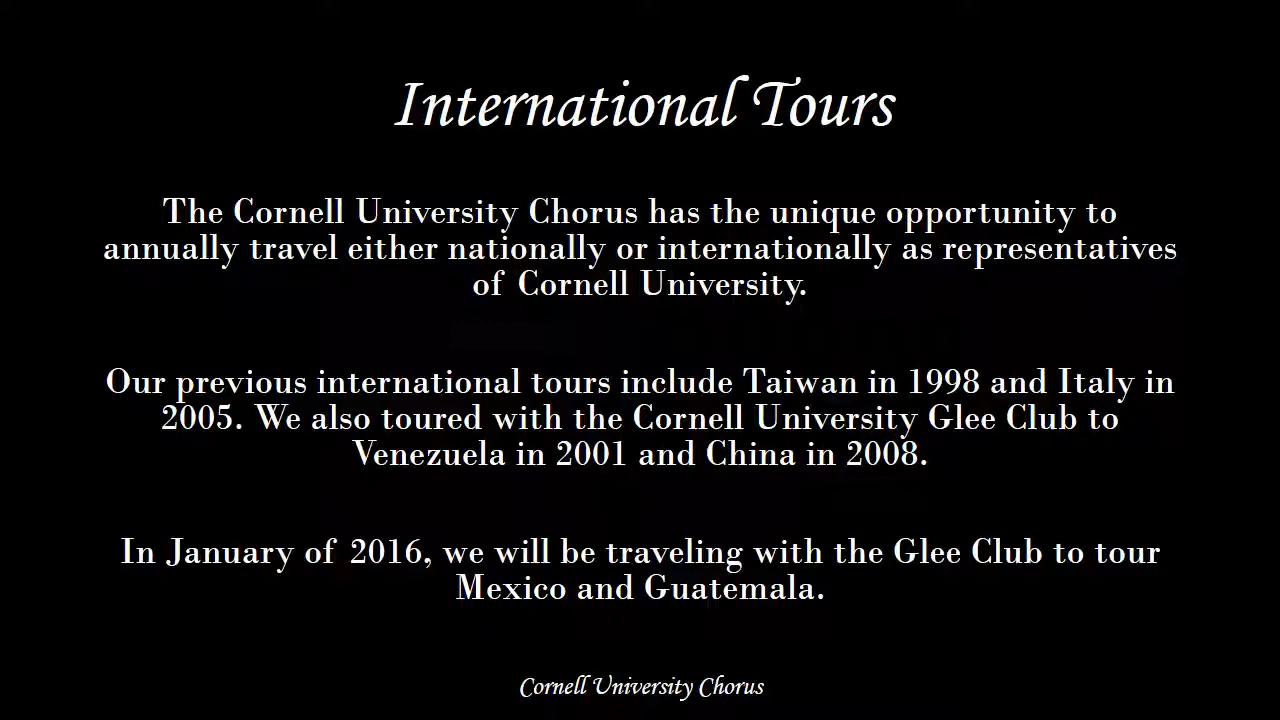 International Tours
The Cornell University Chorus has the unique opportunity to
annually travel either nationally or internationally as representatives
of Cornell University.
Our previous international tours include Taiwan in 1998 and Italy in
2005. We also toured with the Cornell University Glee Club to
Venezuela in 2001 and China in 2008.
In January of 2016, we will be traveling with the Glee Club to tour
Mexico and Guatemala.
Cornell University Chorus